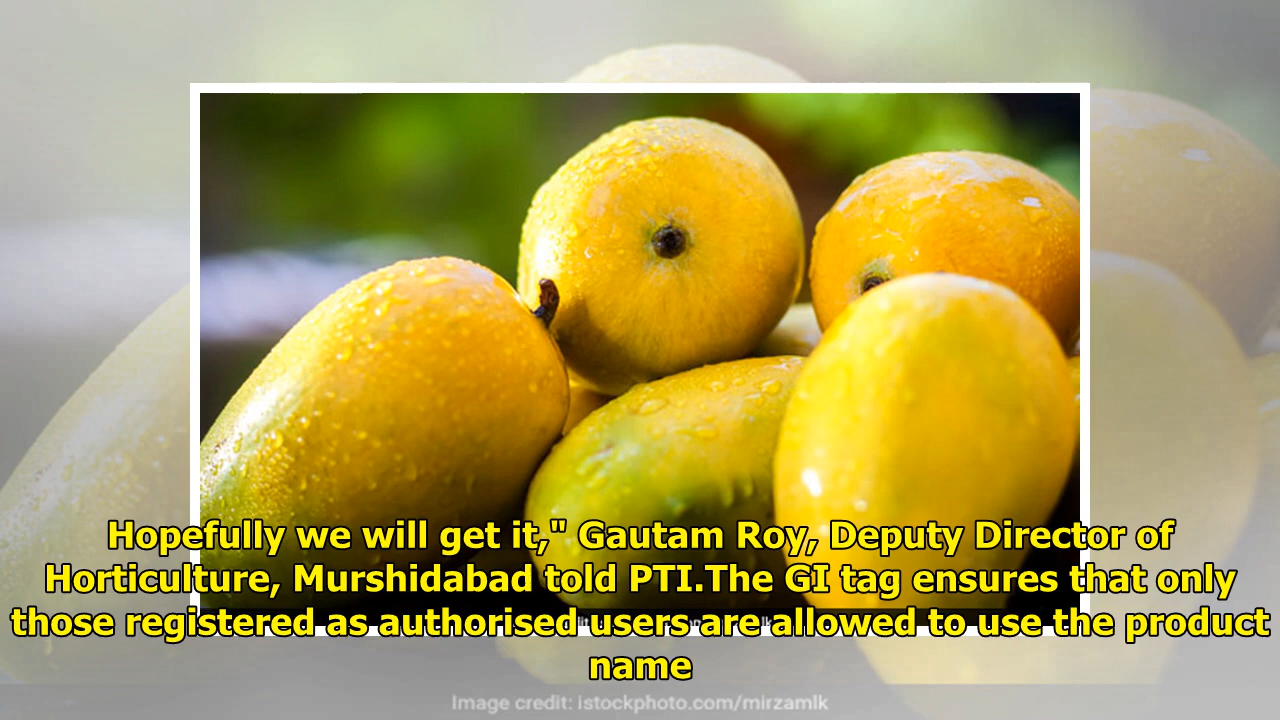 Hopefully we will get it," Gautam Roy, Deputy Director of
Horticulture, Murshidabad told PTI.The GI tag ensures that only
those registered as authorised users are allowed to use the product
name
Image credit: istockphoto.com/mirzamlk